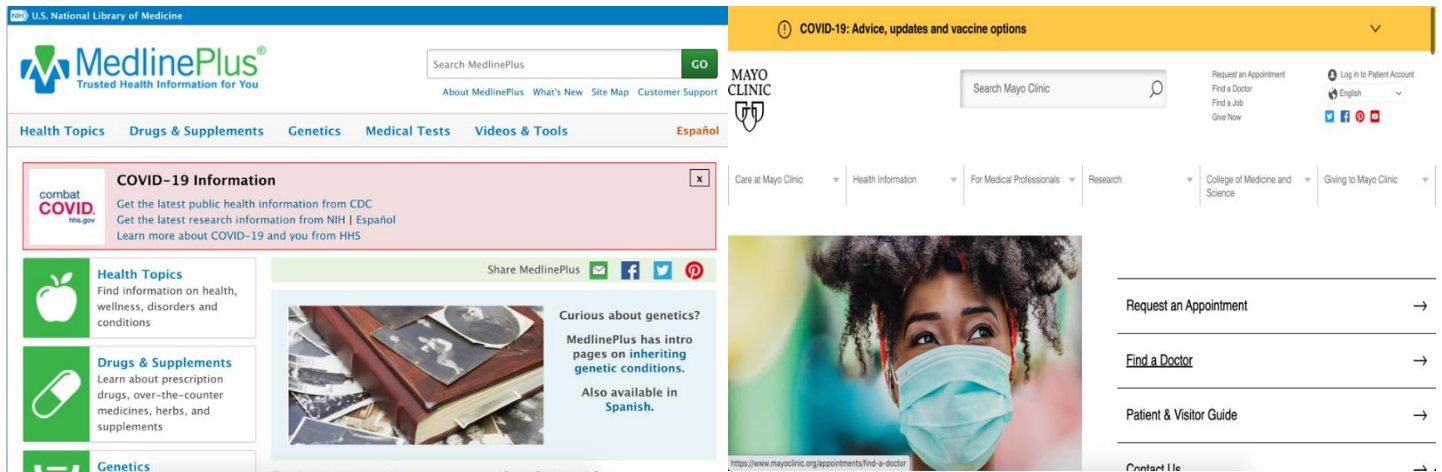 NIH U.S. National Library of Medicine
MedlinePlus®
Trusted Health Information for You
Search MedlinePlus
GO
About MedlinePlus What's New Site Map Customer Support
Health Topics Drugs & Supplements Genetics Medical Tests Videos & Tools Español
combat
COVID.
hhs.gov
COVID-19 Information
x
Get the latest public health information from CDC
Get the latest research information from NIH | Español
Learn more about COVID-19 and you from HHS
Health Topics
Find information on health,
wellness, disorders and
conditions
Drugs & Supplements
Learn about prescription
drugs, over-the-counter
medicines, herbs, and
supplements
Genetics
Share MedlinePlus
Curious about genetics?
MedlinePlus has intro
pages on inheriting
genetic conditions.
Also available in
Spanish.
COVID-19: Advice, updates and vaccine options
MAYO
CLINIC
Search Mayo Clinic
Request an Appointment
Find a Doctor
Find a Job
Give Now
Log in to Patient Account
English
Care at Mayo Clinic
Health Information
For Medical Professionals
Research
College of Medicine and
Science
Giving to Mayo Clinic
Request an Appointment
Find a Doctor
Patient & Visitor Guide
Contact Us
https://www.mayoclinic.org/appointments/find-a-doctor